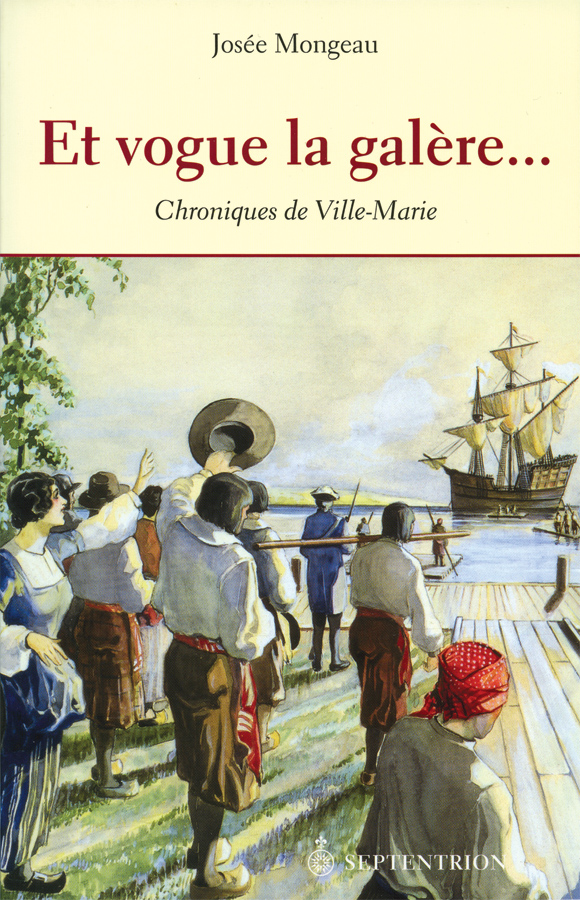 Josée Mongeau
Et vogue la galère...
Chroniques de Ville-Marie
SEPTENTRION